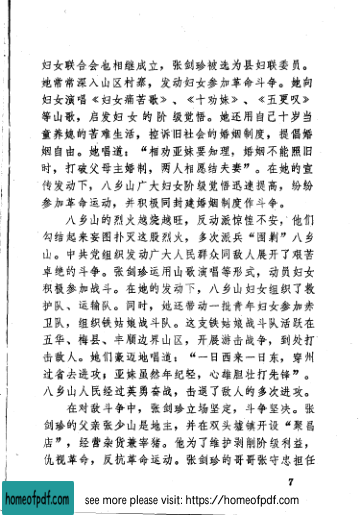 妇女联合会也相继成立，张剑珍被选为县妇联委员。
她常常深入山区村寨，发动妇女参加革命斗争。她向
妇女演唱《妇女痛苦歌》、《十劝妹》、《五更叹》
等山歌，启发妇女的阶级觉悟。她还用自己十岁当
童养媳的苦难生活，控诉旧社会的婚姻制度，提倡婚
姻自由。她唱道：“相劝亚妹要知理，婚姻不能照旧
时，打破父母主婚制，两人相愿结夫妻”。在她的宣
传发动下，八乡山广大妇女阶级觉悟迅速提高，纷纷
参加革命运动，并积极同封建婚姻制度作斗争。
八乡山的烈火越烧越旺，反动派惊惶不安，他们
勾结起来妄图扑灭这股烈火，多次派兵“围剿”八乡
山。中共党组织发动广大人民群众同敌人展开了艰苦
卓绝的斗争。张剑珍运用山歌演唱等形式，动员妇女
积极参加战斗。在她的发动下，八乡山妇女组织了救
护队、运输队。同时，她还带动一批青年妇女参加赤
卫队，组织铁姑娘战斗队。这支铁姑娘战斗队活跃在
五华、梅县、丰顺边界山区，开展游击战争，到处打
击敌人。她们豪迈地唱道：“一日西来一日东，穿州
过省去进攻；亚妹虽然年纪轻，心雄胆壮打先锋”。
八乡山人民经过英勇奋战，击退了敌人的多次进攻。
在对敌斗争中，张剑珍立场坚定，斗争坚决。张
剑珍的父亲张少山是地主，并在双头墟镇开设“聚昌
店”，经营杂货兼宰猪。他为了维护剥削阶级利益，
仇视革命，反抗革命运动。张剑珍的哥哥张守忠担任
7
homeofpdf.com
see more please visit: https://homeofpdf.com